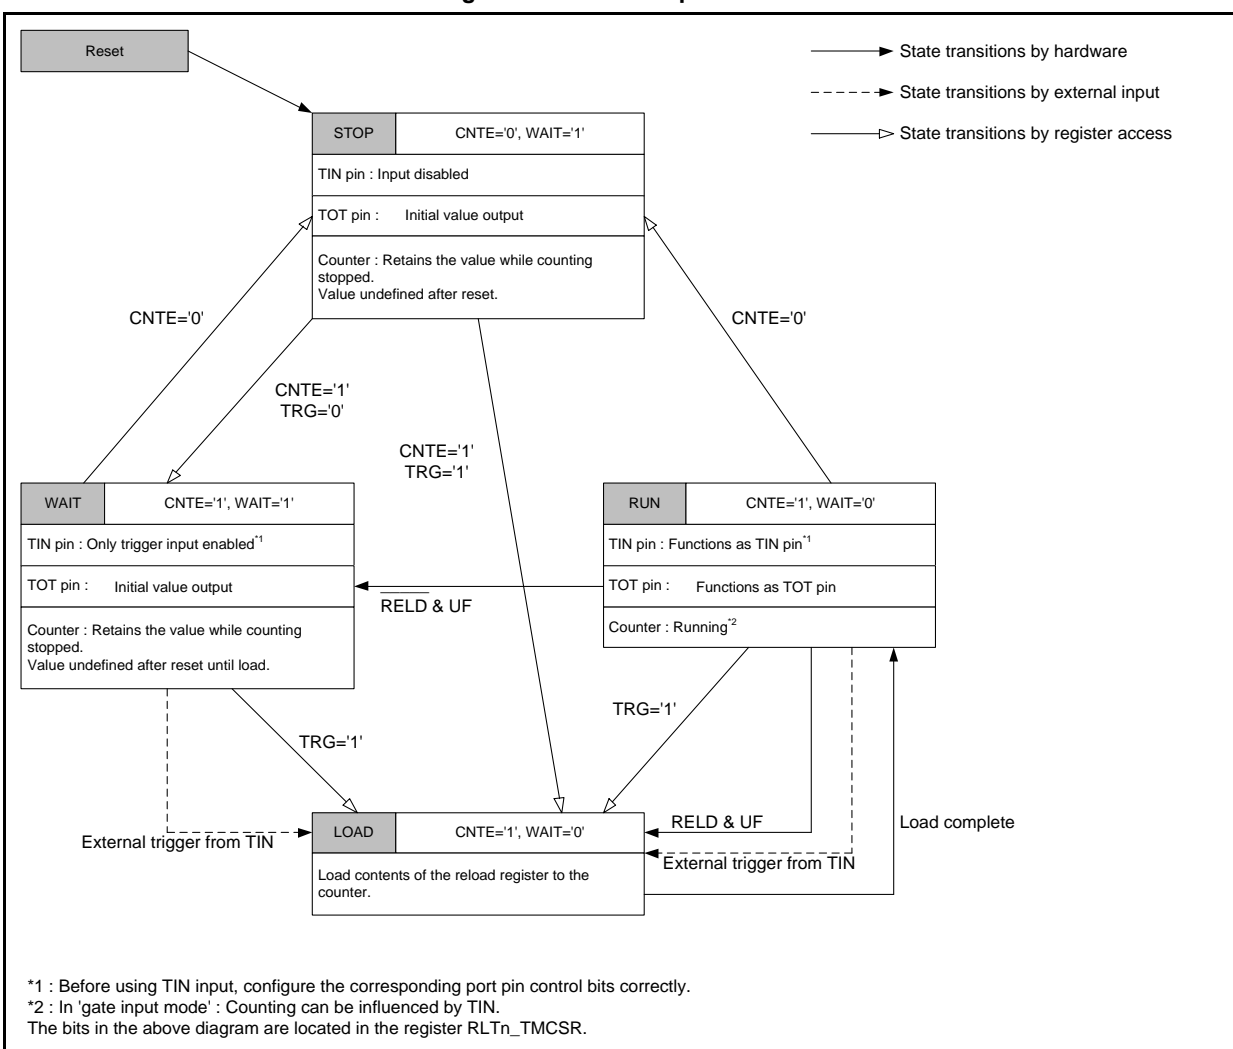 Reset
State transitions by hardware
State transitions by external input
State transitions by register access
STOP
CNTE='0', WAIT='1'
TIN pin : Input disabled
TOT pin : Initial value output
Counter : Retains the value while counting
stopped.
Value undefined after reset.
CNTE='0'
CNTE='0'
CNTE='1'
TRG='0'
CNTE='1'
TRG='1'
WAIT
CNTE='1', WAIT='1'
TIN pin : Only trigger input enabled*1
TOT pin : Initial value output
Counter : Retains the value while counting
stopped.
Value undefined after reset until load.
RUN
CNTE='1', WAIT='0'
TIN pin : Functions as TIN pin*1
TOT pin : Functions as TOT pin
Counter : Running*2
R̅E̅L̅D̅ & UF
TRG='1'
TRG='1'
External trigger from TIN
LOAD
CNTE='1', WAIT='0'
Load contents of the reload register to the
counter.
RELD & UF
External trigger from TIN
Load complete
*1 : Before using TIN input, configure the corresponding port pin control bits correctly.
*2 : In 'gate input mode' : Counting can be influenced by TIN.
The bits in the above diagram are located in the register RLTn_TMCSR.